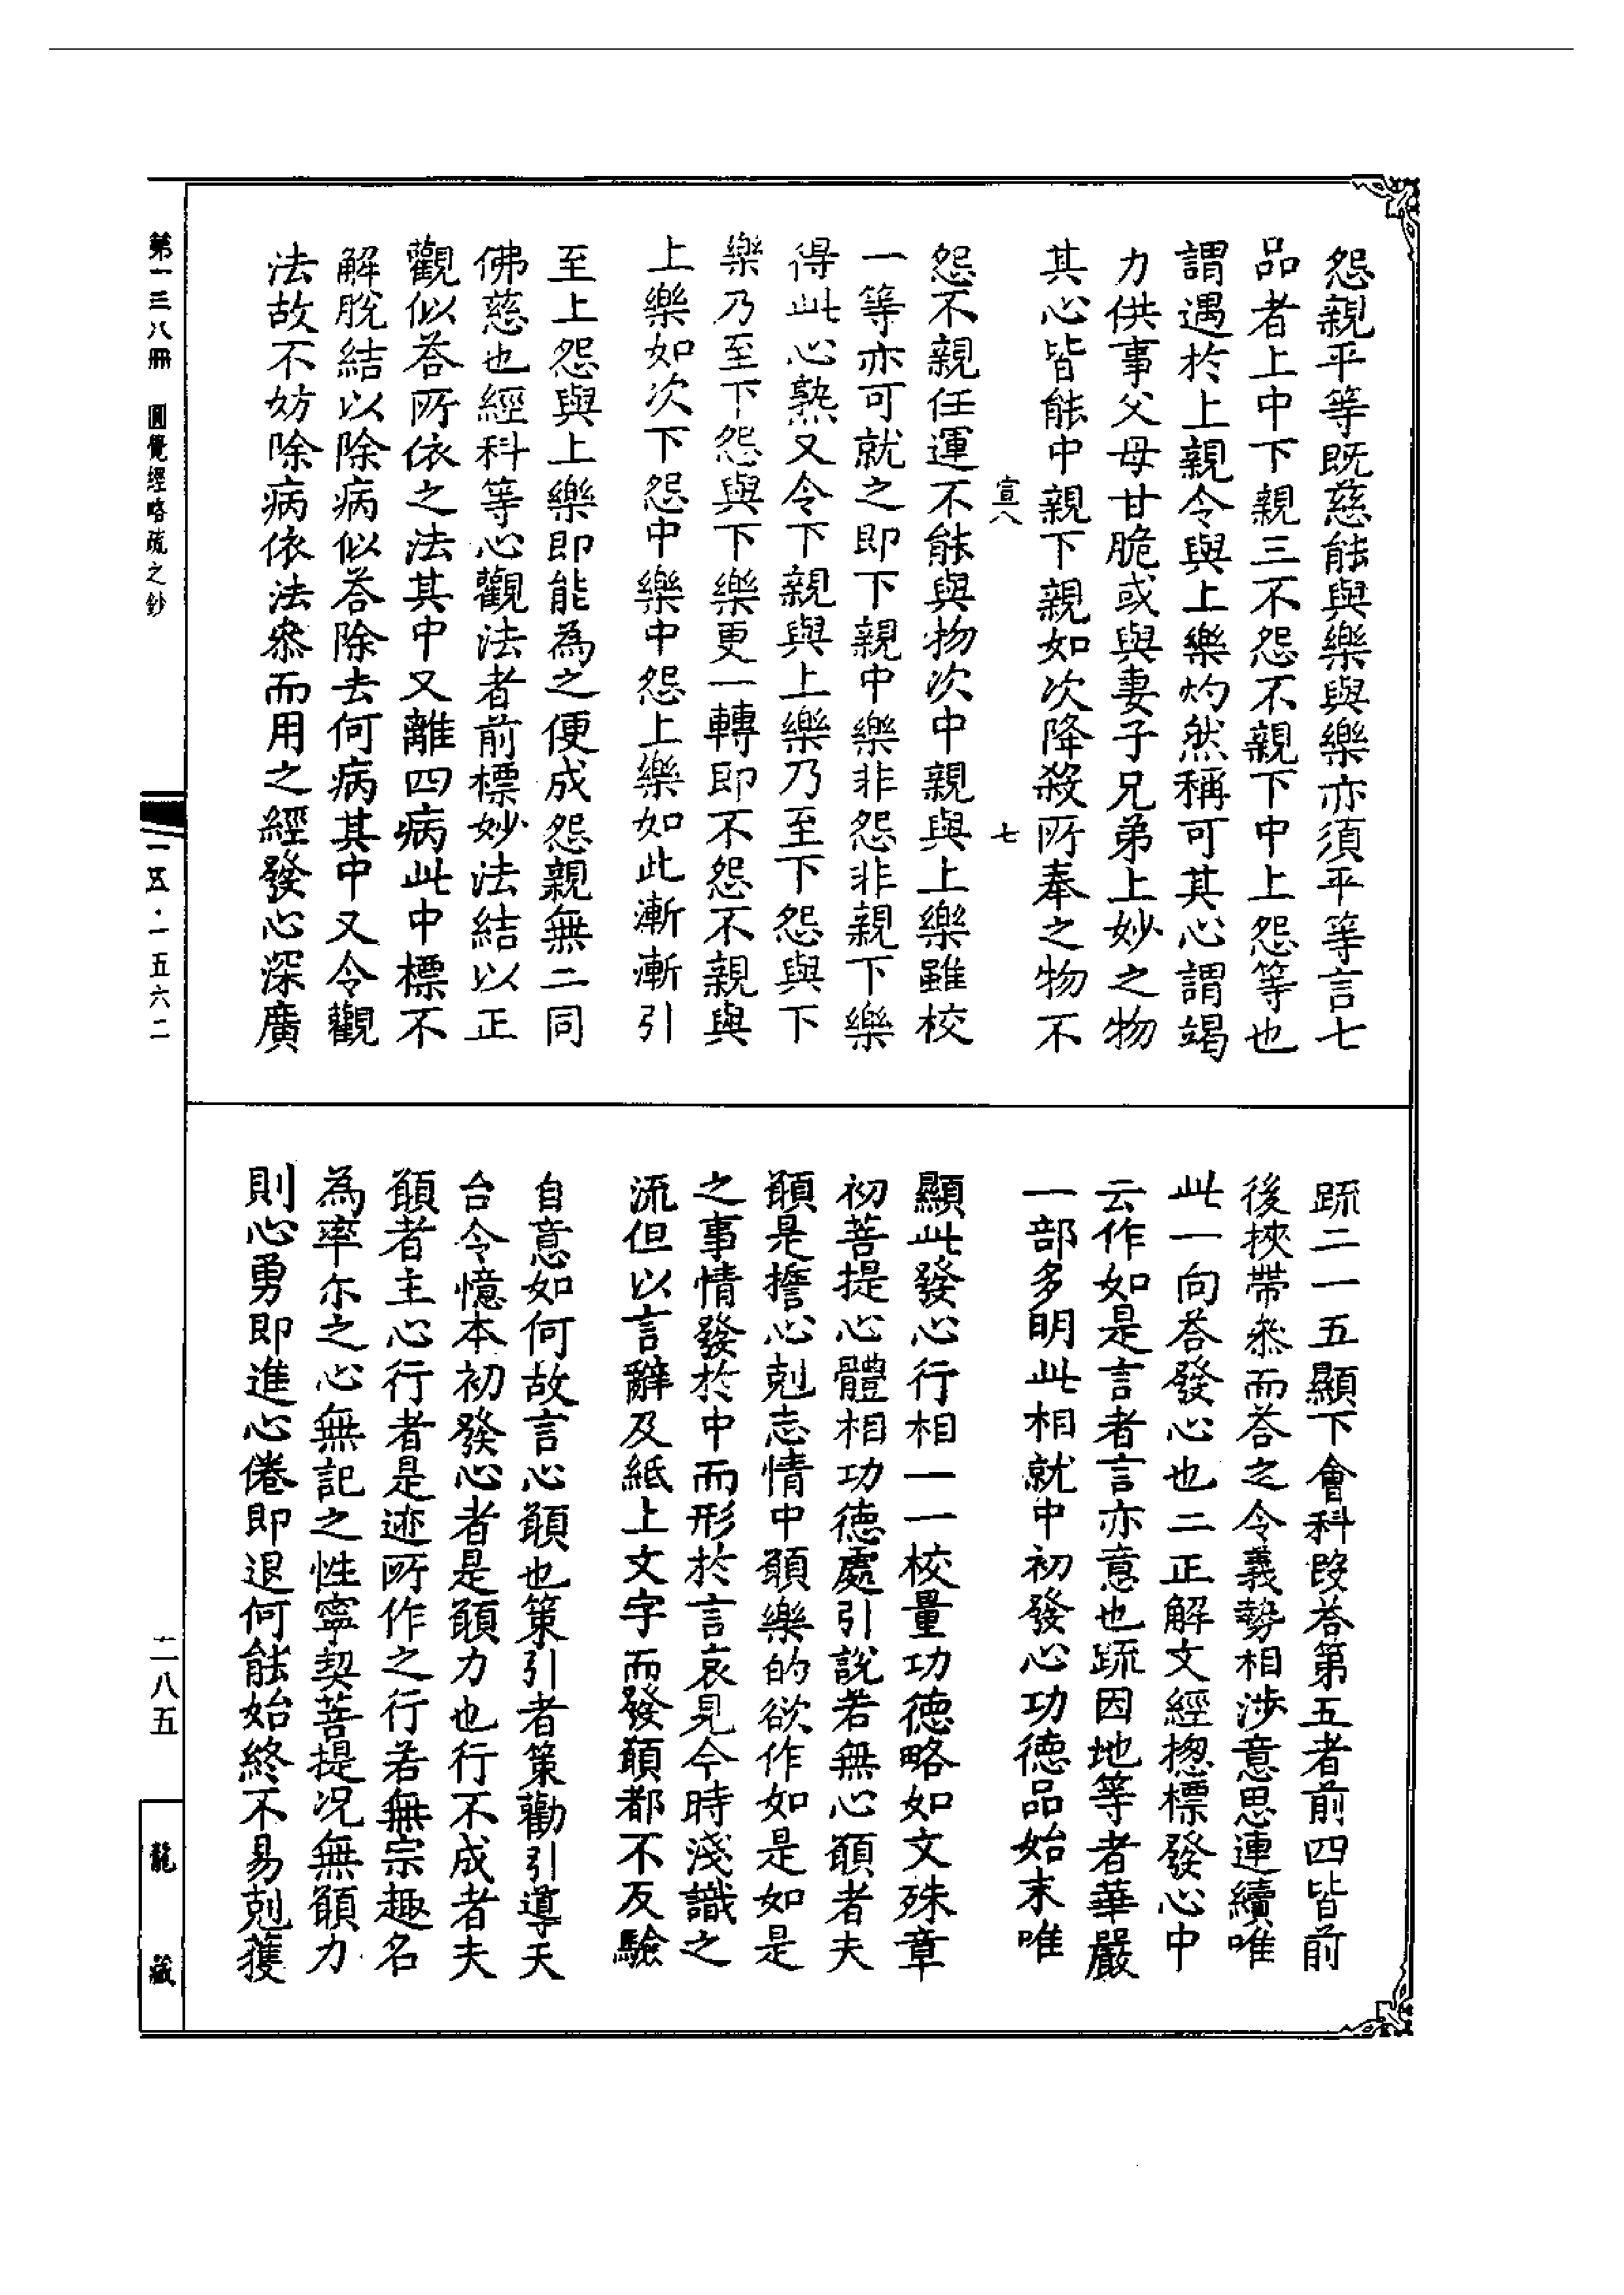 怨親平等既慈能與樂與樂亦須平等言七
品者上中下親三不怨不親下中上怨等也
謂遇於上親令與上樂灼然稱可其心謂竭
力供事父母甘脆或與妻子兄弟上妙之物
其心皆能中親下親如次降殺所奉之物不
宣八
七
怨不親任運不能與物次中親與上樂雖校
一等亦可就之即下親中樂非怨非親下樂
得此心熟又令下親與上樂乃至下怨與下
樂乃至下怨與下樂更一轉即不怨不親與
上樂如次下怨中樂中怨上樂如此漸漸引
至上怨與上樂即能為之便成怨親無二同
佛慈也經科等心觀法者前標妙法結以正
觀似荅所依之法其中又離四病此中標不
解脫結以除病似荅除去何病其中又令觀
法故不妨除病依法叅而用之經發心深廣
疏二一五顯下會科段荅第五者前四皆前
後挾帶叅而荅之令義勢相涉意思連續唯
此一向荅發心也二正解文經揔標發心中
云作如是言者言亦意也疏因地等者華嚴
一部多明此相就中初發心功德品始末唯
顯此發心行相一一校量功德略如文殊章
初菩提心體相功德處引說若無心願者夫
願是擔心剋志情中願樂的欲作如是如是
之事情發於中而形於言哀見今時淺識之
流但以言辭及紙上文字而發願都不反驗
自意如何故言心願也策引者策勸引導天
台令憶本初發心者是願力也行不成者夫
願者主心行者是迹所作之行若無宗趣名
為率尓之心無記之性寧契菩提況無願力
則心勇即進心倦即退何能始終不易剋獲
第一三八冊　圓覺經略疏之鈔
一五·一五六二
二八五
龍藏